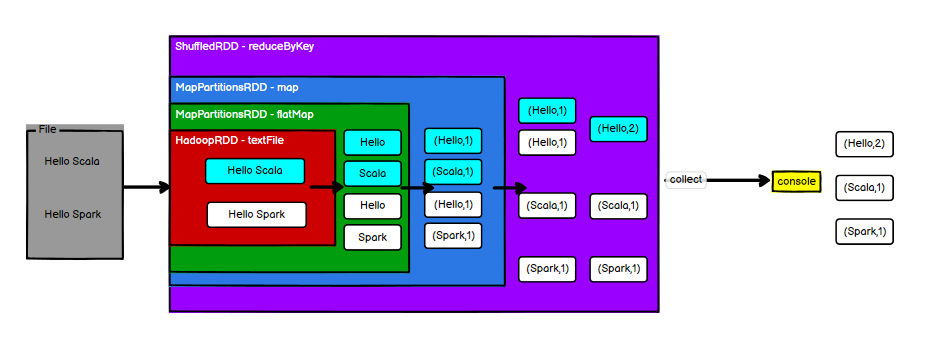 ShuffledRDD - reduceByKey
MapPartitionsRDD - map
MapPartitionsRDD - flatMap
HadoopRDD - textFile
File
Hello Scala
Hello Spark
Hello Scala
Hello Spark
Hello
Scala
Hello
Spark
(Hello,1)
(Scala,1)
(Hello,1)
(Spark,1)
(Hello,1)
(Hello,1)
(Scala,1)
(Spark,1)
(Hello,2)
(Scala,1)
(Spark,1)
collect
console
(Hello,2)
(Scala,1)
(Spark,1)